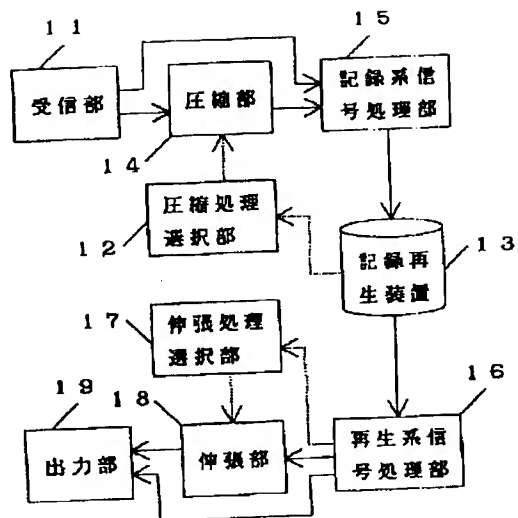 11
受信部
圧縮部
14
15
記録系信
号処理部
圧縮処理
選択部
12
記録再
生装置
13
17
伸張処理
選択部
19
出力部
18
伸張部
16
再生系信
号処理部